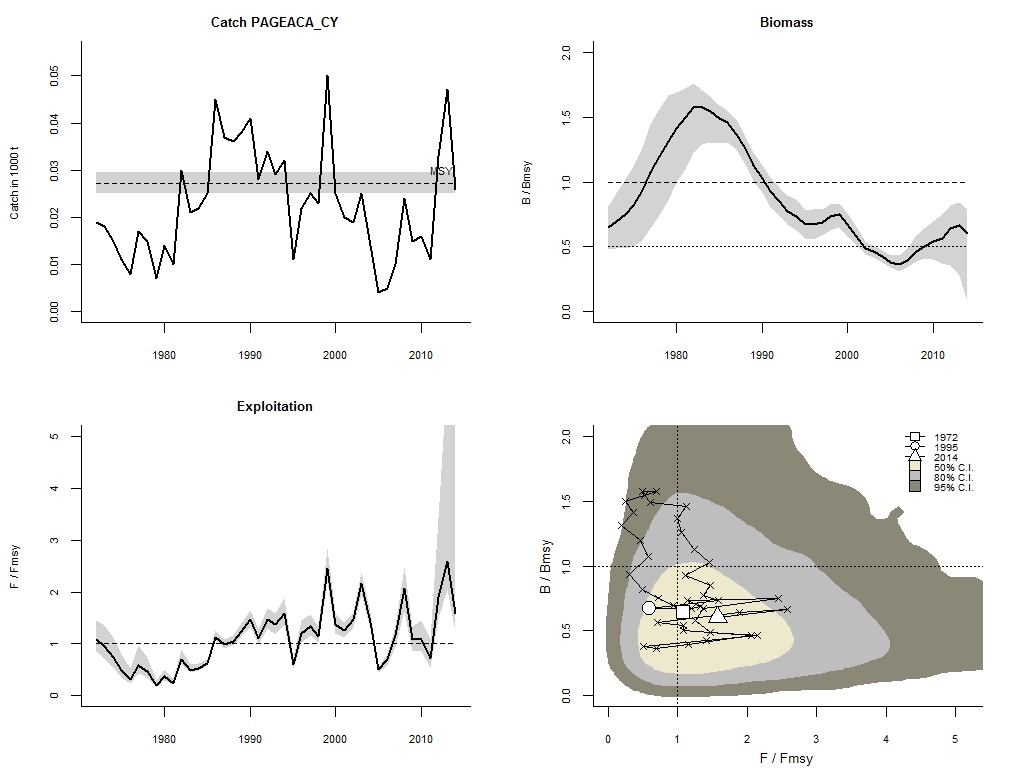 Catch PAGEACA_CY
Catch in 1000 t
0.00 0.01 0.02 0.03 0.04 0.05
MSY
1980 1990 2000 2010
Biomass
B / Bmsy
0.0 0.5 1.0 1.5 2.0
1980 1990 2000 2010
Exploitation
F / Fmsy
0 1 2 3 4 5
1980 1990 2000 2010
B / Bmsy
0.0 0.5 1.0 1.5 2.0
1972
1995
2014
50% C.I.
80% C.I.
95% C.I.
0 1 2 3 4 5
F / Fmsy